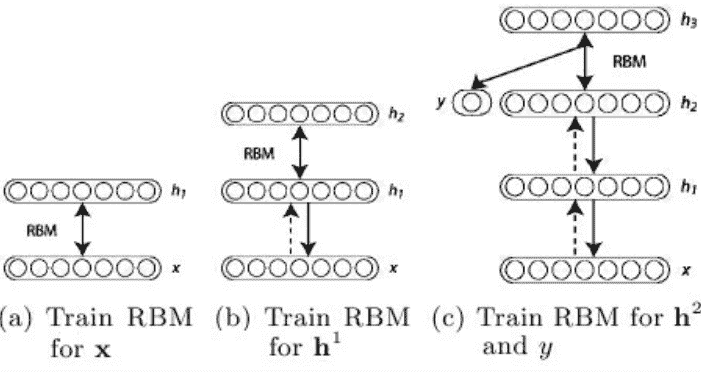 h3
RBM
y
h2
h1
x
h2
RBM
h1
x
h1
RBM
x
(a) Train RBM for x
(b) Train RBM for h1
(c) Train RBM for h2 and y